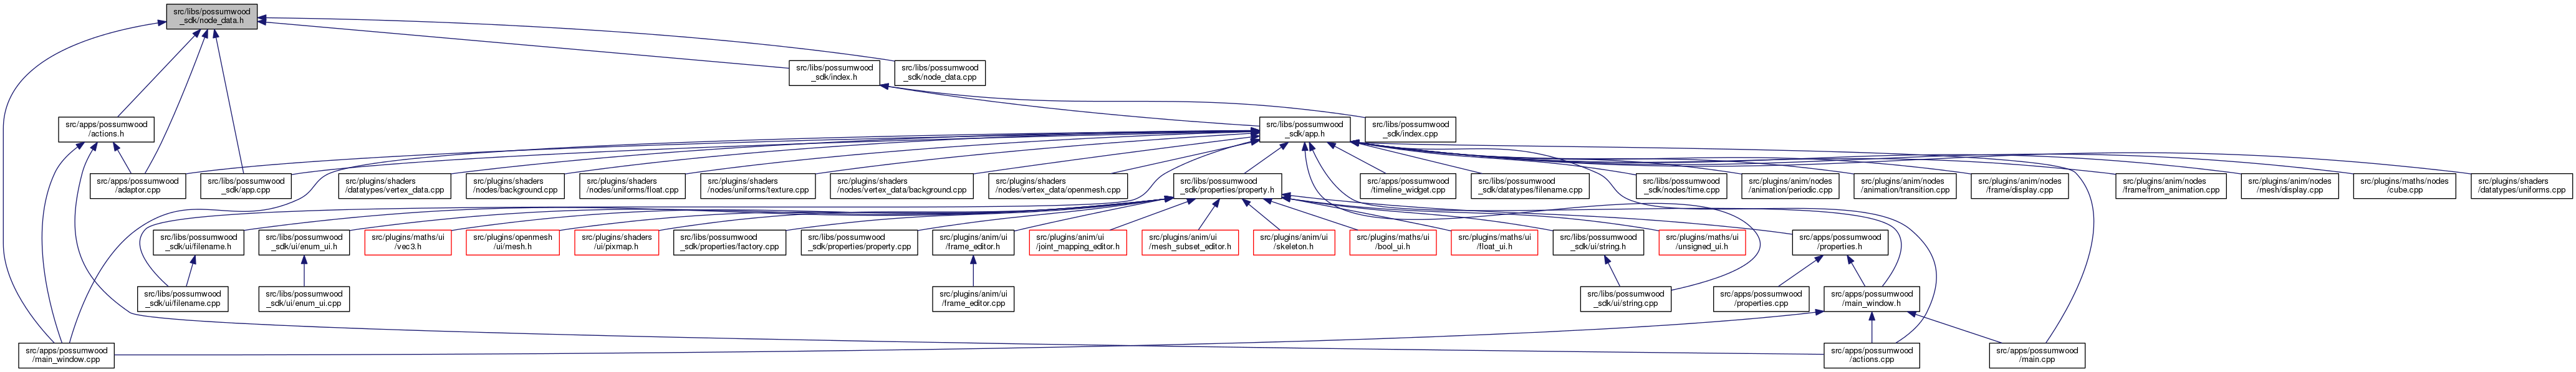 src/libs/possumwood
_sdk/node_data.h
src/libs/possumwood
_sdk/index.h
src/libs/possumwood
_sdk/node_data.cpp
src/apps/possumwood
/actions.h
src/libs/possumwood
_sdk/app.h
src/libs/possumwood
_sdk/index.cpp
src/apps/possumwood
/adaptor.cpp
src/libs/possumwood
_sdk/app.cpp
src/plugins/shaders
/datatypes/vertex_data.cpp
src/plugins/shaders
/nodes/background.cpp
src/plugins/shaders
/nodes/uniforms/float.cpp
src/plugins/shaders
/nodes/uniforms/texture.cpp
src/plugins/shaders
/nodes/vertex_data/background.cpp
src/plugins/shaders
/nodes/vertex_data/openmesh.cpp
src/libs/possumwood
_sdk/properties/property.h
src/apps/possumwood
/timeline_widget.cpp
src/libs/possumwood
_sdk/datatypes/filename.cpp
src/libs/possumwood
_sdk/nodes/time.cpp
src/plugins/anim/nodes
/animation/periodic.cpp
src/plugins/anim/nodes
/animation/transition.cpp
src/plugins/anim/nodes
/frame/display.cpp
src/plugins/anim/nodes
/frame/from_animation.cpp
src/plugins/anim/nodes
/mesh/display.cpp
src/plugins/maths/nodes
/cube.cpp
src/plugins/shaders
/datatypes/uniforms.cpp
src/libs/possumwood
_sdk/ui/filename.h
src/libs/possumwood
_sdk/ui/enum_ui.h
src/plugins/maths/ui
/vec3.h
src/plugins/openmesh
/ui/mesh.h
src/plugins/shaders
/ui/pixmap.h
src/libs/possumwood
_sdk/properties/factory.cpp
src/libs/possumwood
_sdk/properties/property.cpp
src/plugins/anim/ui
/frame_editor.h
src/plugins/anim/ui
/joint_mapping_editor.h
src/plugins/anim/ui
/mesh_subset_editor.h
src/plugins/anim/ui
/skeleton.h
src/plugins/maths/ui
/bool_ui.h
src/plugins/maths/ui
/float_ui.h
src/libs/possumwood
_sdk/ui/string.h
src/plugins/maths/ui
/unsigned_ui.h
src/apps/possumwood
/properties.h
src/libs/possumwood
_sdk/ui/filename.cpp
src/libs/possumwood
_sdk/ui/enum_ui.cpp
src/plugins/anim/ui
/frame_editor.cpp
src/libs/possumwood
_sdk/ui/string.cpp
src/apps/possumwood
/properties.cpp
src/apps/possumwood
/main_window.h
src/apps/possumwood
/main_window.cpp
src/apps/possumwood
/actions.cpp
src/apps/possumwood
/main.cpp